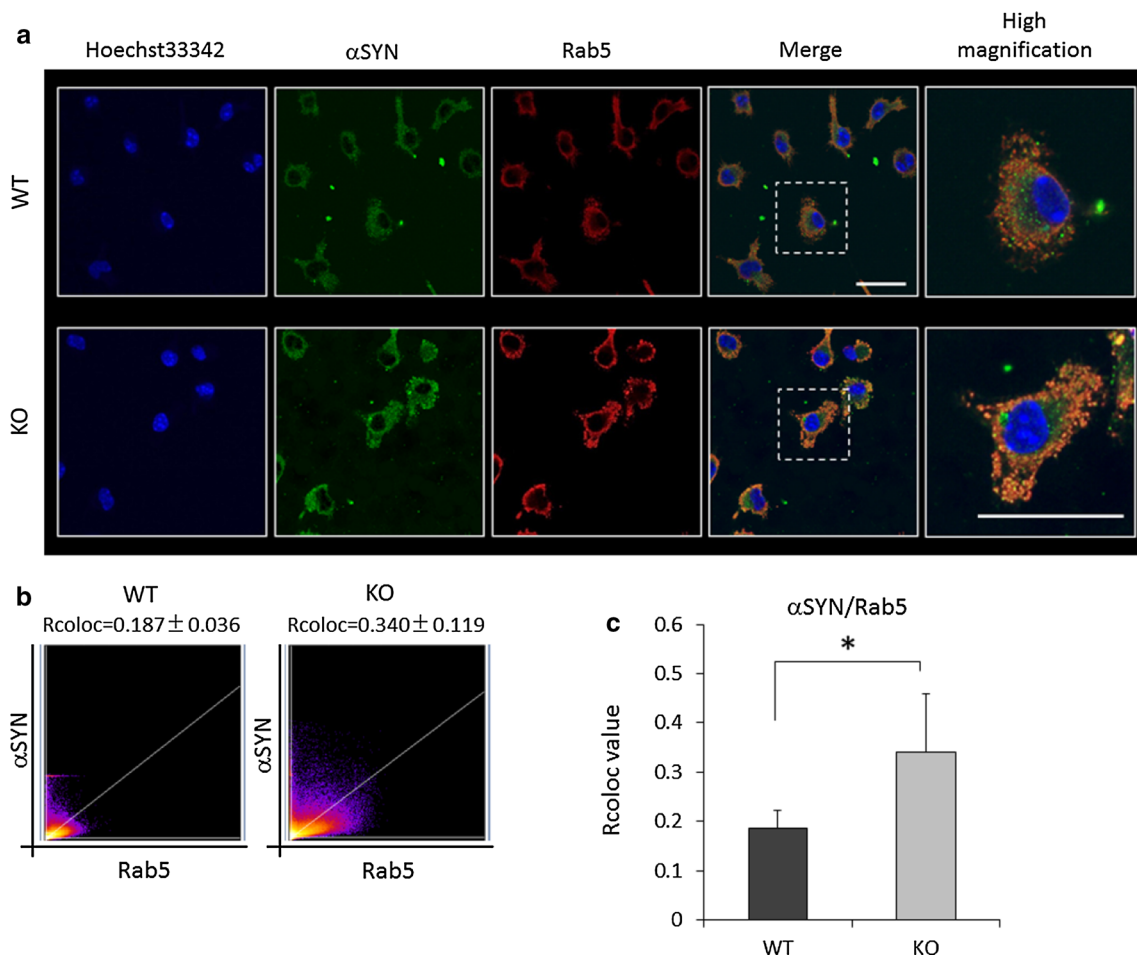 a
Hoechst33342
αSYN
Rab5
Merge
High
magnification
WT
KO
b
WT
Rcoloc=0.187±0.036
αSYN
Rab5
KO
Rcoloc=0.340±0.119
αSYN
Rab5
c
αSYN/Rab5
0.6
0.5
0.4
0.3
0.2
0.1
0
Rcoloc value
*
WT
KO